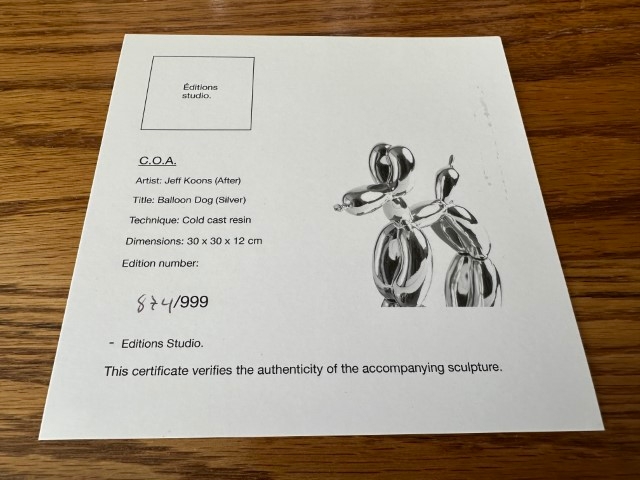 Éditions
studio.
C.O.A.
Artist: Jeff Koons (After)
Title: Balloon Dog (Silver)
Technique: Cold cast resin
Dimensions: 30 x 30 x 12 cm
Edition number:
874/999
- Editions Studio.
This certificate verifies the authenticity of the accompanying sculpture.